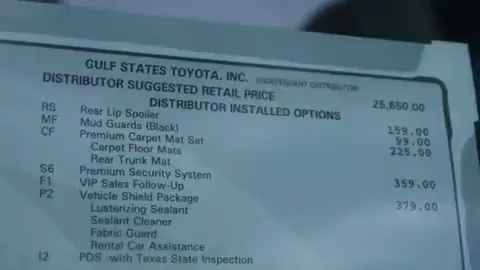 GULF STATES TOYOTA, INC. INDEPENDENT DISTRIBUTOR
DISTRIBUTOR SUGGESTED RETAIL PRICE 25,650.00
DISTRIBUTOR INSTALLED OPTIONS
RS Rear Lip Spoiler 159.00
MF Mud Guards (Black) 99.00
CF Premium Carpet Mat Set 225.00
Carpet Floor Mats
Rear Trunk Mat
S6 Premium Security System 359.00
F1 VIP Sales Follow-Up
P2 Vehicle Shield Package 379.00
Lusterizing Sealant
Sealant Cleaner
Fabric Guard
Rental Car Assistance
I2 PDS -with Texas State Inspection